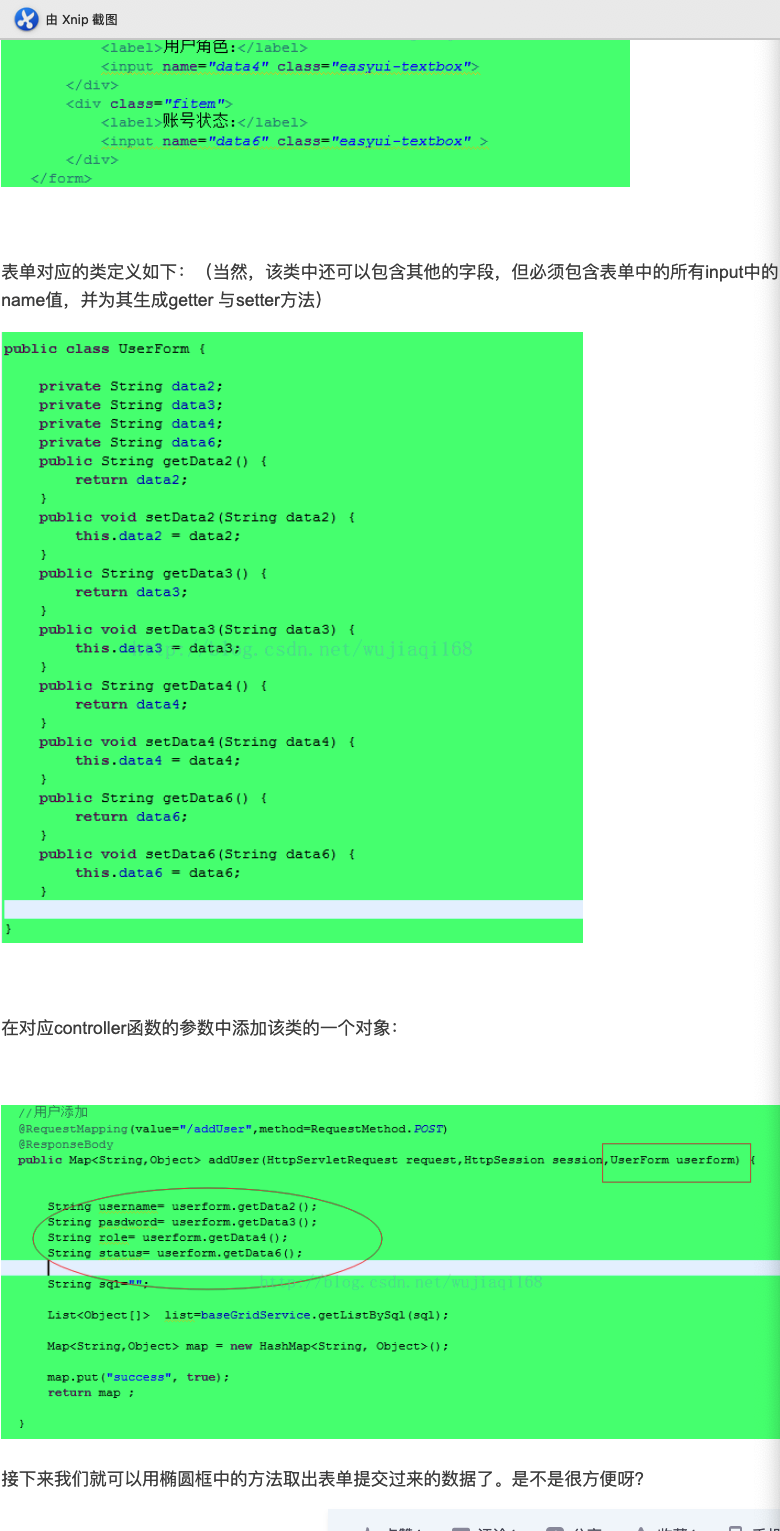 由 Xnip 截图
<label>用户角色:</label>
<input name="data4" class="easyui-textbox">
</div>
<div class="fitem">
<label>账号状态:</label>
<input name="data6" class="easyui-textbox" >
</div>
</form>
表单对应的类定义如下：（当然，该类中还可以包含其他的字段，但必须包含表单中的所有input中的
name值，并为其生成getter 与setter方法）
public class UserForm {
private String data2;
private String data3;
private String data4;
private String data6;
public String getData2() {
return data2;
}
public void setData2(String data2) {
this.data2 = data2;
}
public String getData3() {
return data3;
}
public void setData3(String data3) {
this.data3 = data3;
http://blog.csdn.net/wujiaqi168
}
public String getData4() {
return data4;
}
public void setData4(String data4) {
this.data4 = data4;
}
public String getData6() {
return data6;
}
public void setData6(String data6) {
this.data6 = data6;
}
}
在对应controller函数的参数中添加该类的一个对象：
//用户添加
@RequestMapping(value="/addUser",method=RequestMethod.POST)
@ResponseBody
public Map<String,Object> addUser(HttpServletRequest request,HttpSession session,UserForm userform) {
String username= userform.getData2();
String pasdword= userform.getData3();
String role= userform.getData4();
String status= userform.getData6();
String sql="";
http://blog.csdn.net/wujiaqi168
List<Object[]> list=baseGridService.getListBySql(sql);
Map<String,Object> map = new HashMap<String, Object>();
map.put("success", true);
return map ;
}
接下来我们就可以用椭圆框中的方法取出表单提交过来的数据了。是不是很方便呀？